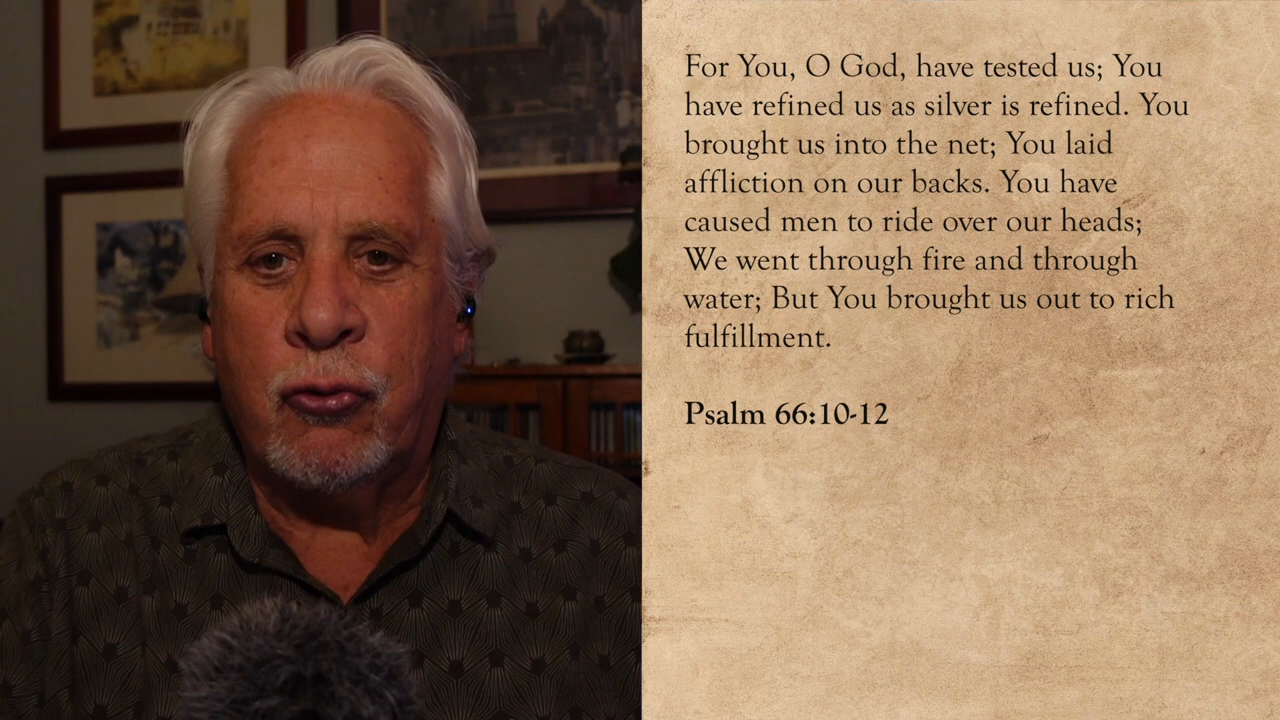 For You, O God, have tested us; You
have refined us as silver is refined. You
brought us into the net; You laid
affliction on our backs. You have
caused men to ride over our heads;
We went through fire and through
water; But You brought us out to rich
fulfillment.
Psalm 66:10-12